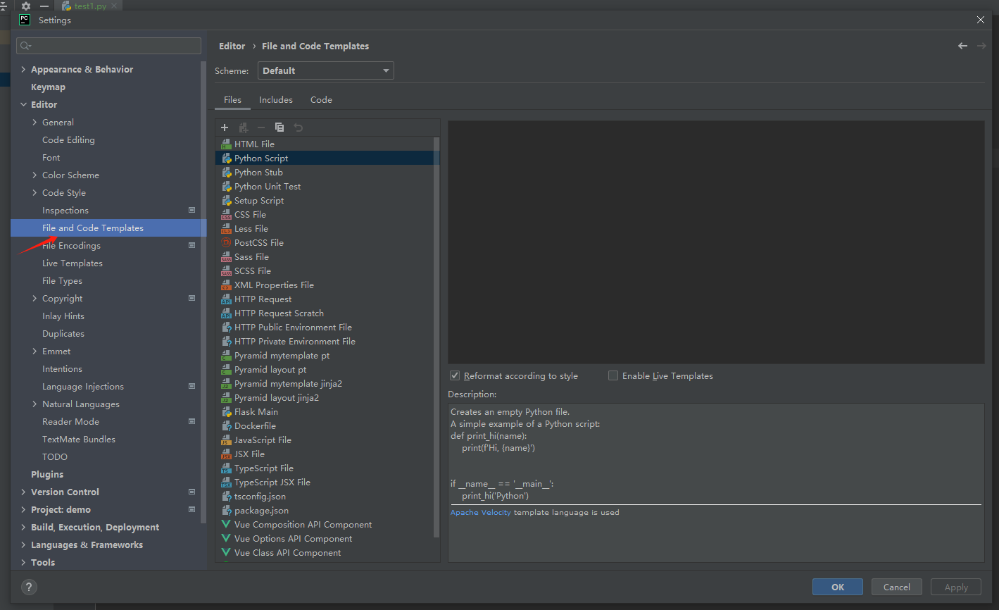 test1.py
PC
Settings
Appearance & Behavior
Keymap
Editor
General
Code Editing
Font
Color Scheme
Code Style
Inspections
File and Code Templates
File Encodings
Live Templates
File Types
Copyright
Inlay Hints
Duplicates
Emmet
Intentions
Language Injections
Natural Languages
Reader Mode
TextMate Bundles
TODO
Plugins
Version Control
Project: demo
Build, Execution, Deployment
Languages & Frameworks
Tools
Editor › File and Code Templates
Scheme: Default
Files Includes Code
HTML File
Python Script
Python Stub
Python Unit Test
Setup Script
CSS File
Less File
PostCSS File
Sass File
SCSS File
XML Properties File
HTTP Request
HTTP Request Scratch
HTTP Public Environment File
HTTP Private Environment File
Pyramid mytemplate pt
Pyramid layout pt
Pyramid mytemplate jinja2
Pyramid layout jinja2
Flask Main
Dockerfile
JavaScript File
JSX File
TypeScript File
TypeScript JSX File
tsconfig.json
package.json
Vue Composition API Component
Vue Options API Component
Vue Class API Component
Reformat according to style Enable Live Templates
Description:
Creates an empty Python file.
A simple example of a Python script:
def print_hi(name):
print(f'Hi, {name}')
if __name__ == '__main__':
print_hi('Python')
Apache Velocity template language is used
?
OK Cancel Apply